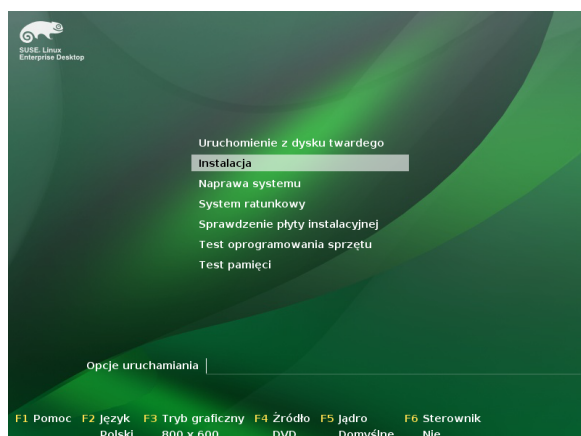 SUSE. Linux
Enterprise Desktop
Uruchomienie z dysku twardego
Instalacja
Naprawa systemu
System ratunkowy
Sprawdzenie płyty instalacyjnej
Test oprogramowania sprzętu
Test pamięci
Opcje uruchamiania
F1 Pomoc F2 Język F3 Tryb graficzny F4 Źródło F5 Jądro F6 Sterownik
Polski 800 x 600 DVD Domyślne Nie